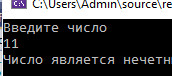 C:\Users\Admin\source\re
Введите число
11
Число является нечетн